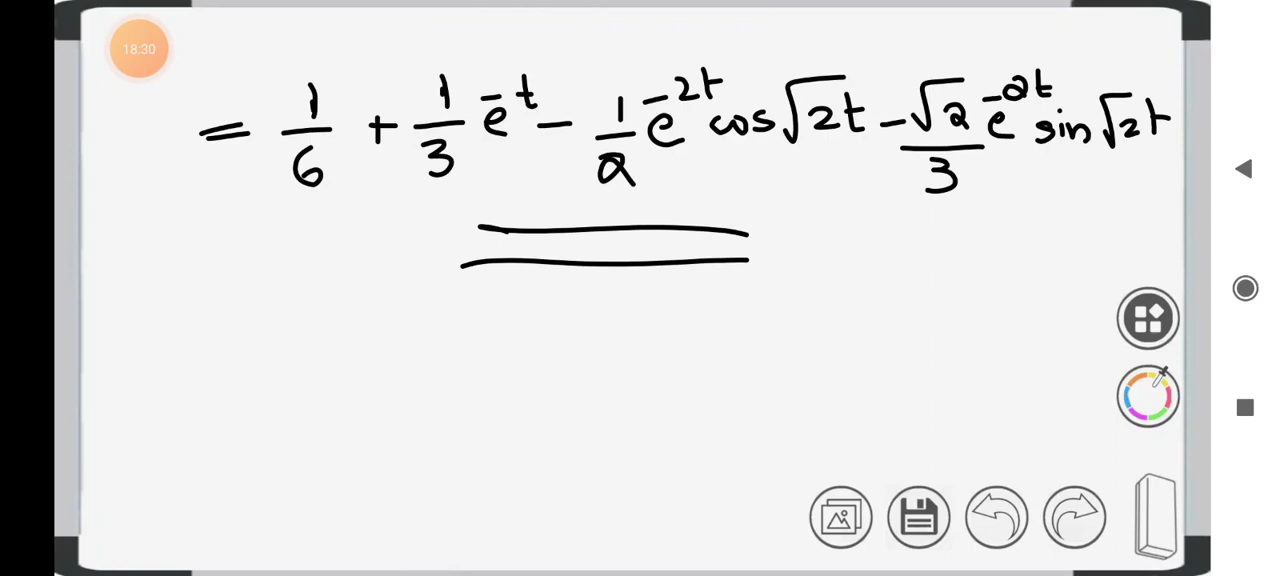 18:30
= 1/6 + 1/3 e^-t - 1/2 e^-2t cos√2t - √2/3 e^-2t sin√2t